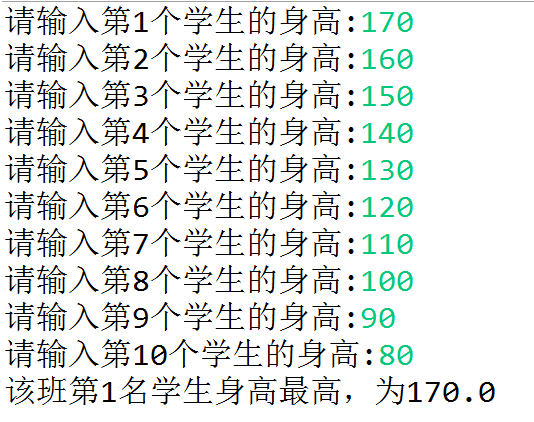 请输入第1个学生的身高:170
请输入第2个学生的身高:160
请输入第3个学生的身高:150
请输入第4个学生的身高:140
请输入第5个学生的身高:130
请输入第6个学生的身高:120
请输入第7个学生的身高:110
请输入第8个学生的身高:100
请输入第9个学生的身高:90
请输入第10个学生的身高:80
该班第1名学生身高最高，为170.0